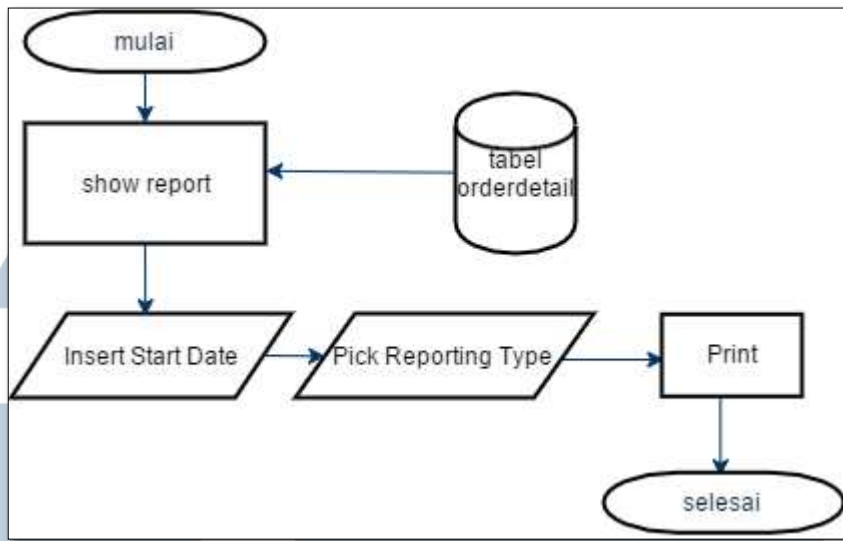 mulai
show report
tabel
orderdetail
Insert Start Date
Pick Reporting Type
Print
selesai